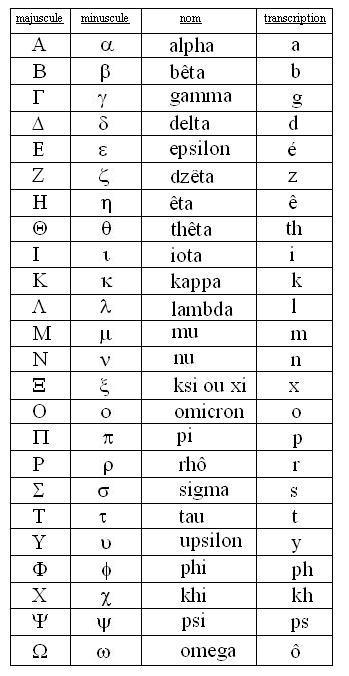 majuscule minuscule nom transcription
Α α alpha a
Β β bêta b
Γ γ gamma g
Δ δ delta d
Ε ε epsilon é
Ζ ζ dzêta z
Η η êta ê
Θ θ thêta th
Ι ι iota i
Κ κ kappa k
Λ λ lambda l
Μ μ mu m
Ν ν nu n
Ξ ξ ksi ou xi x
Ο ο omicron o
Π π pi p
Ρ ρ rhô r
Σ σ sigma s
Τ τ tau t
Υ υ upsilon y
Φ ϕ phi ph
Χ χ khi kh
Ψ ψ psi ps
Ω ω omega ô